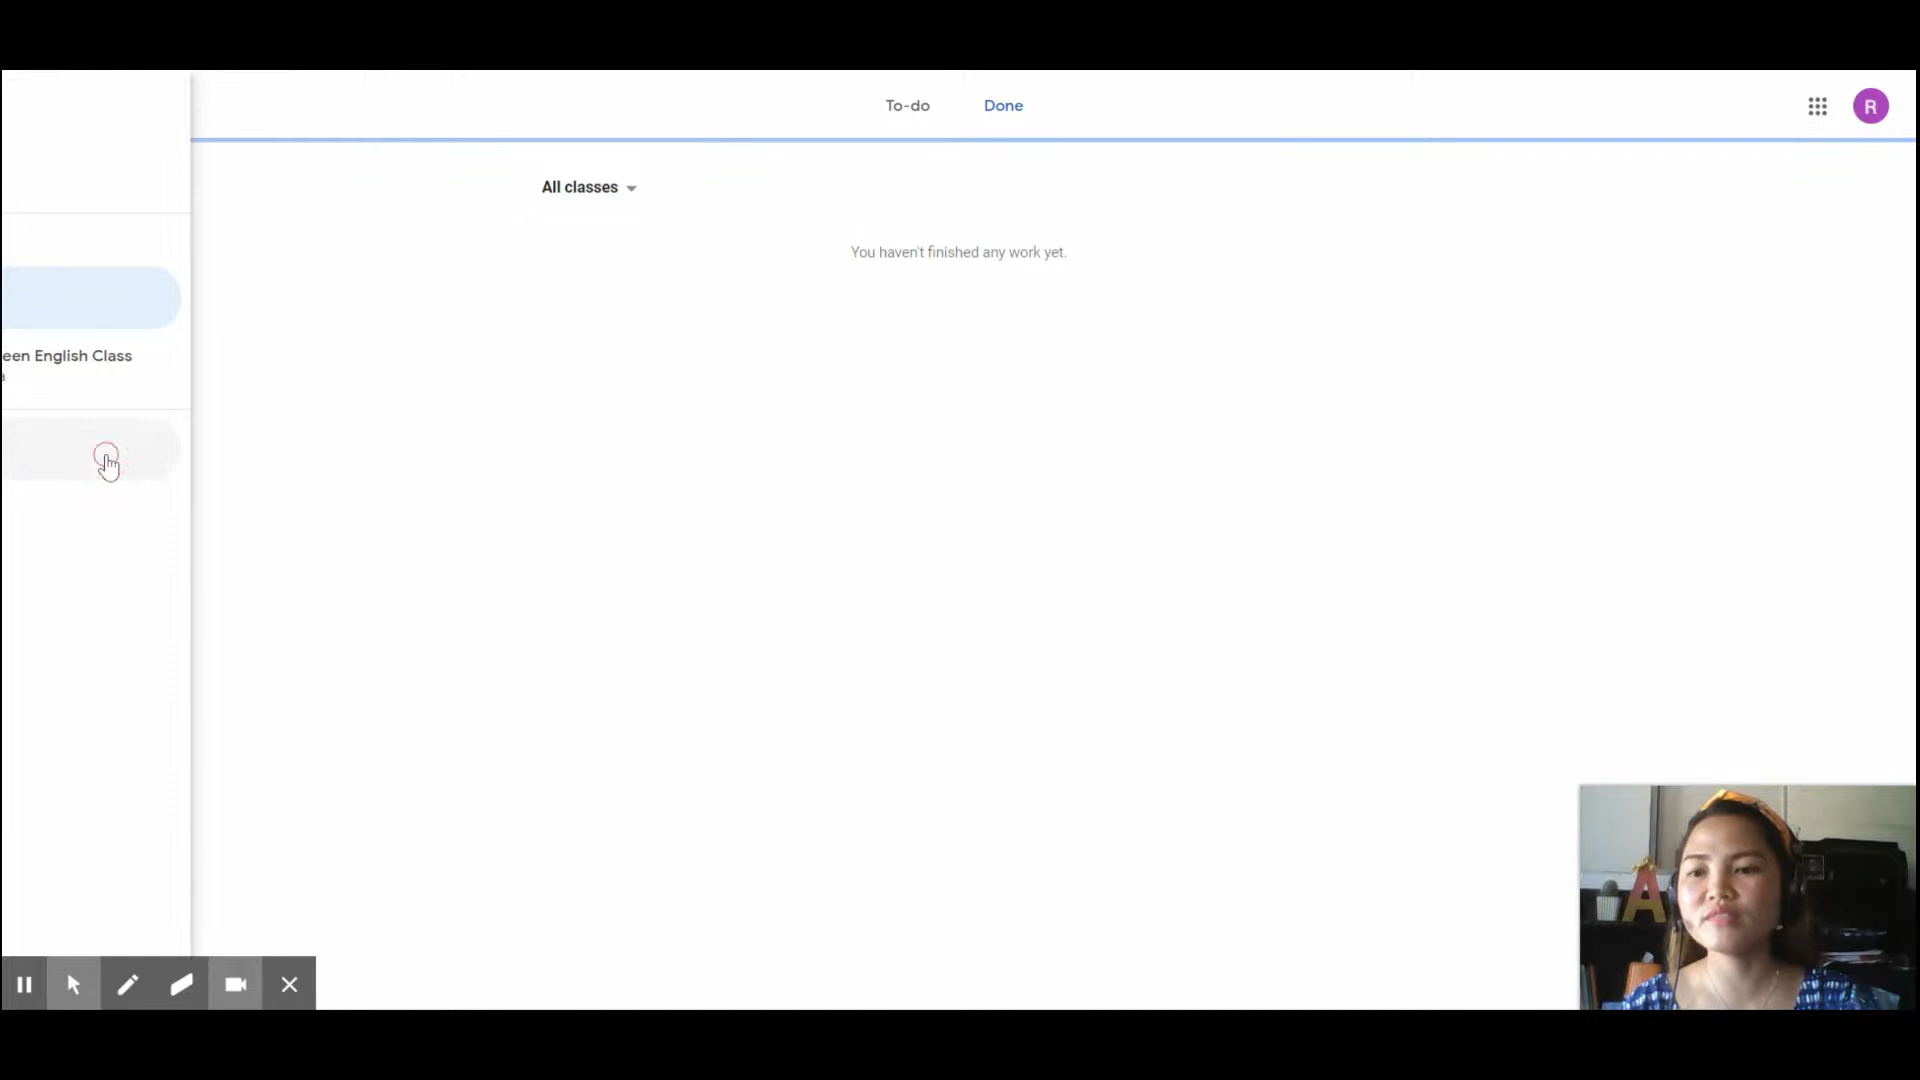 To-do Done
R
All classes
You haven't finished any work yet.
een English Class
a
A